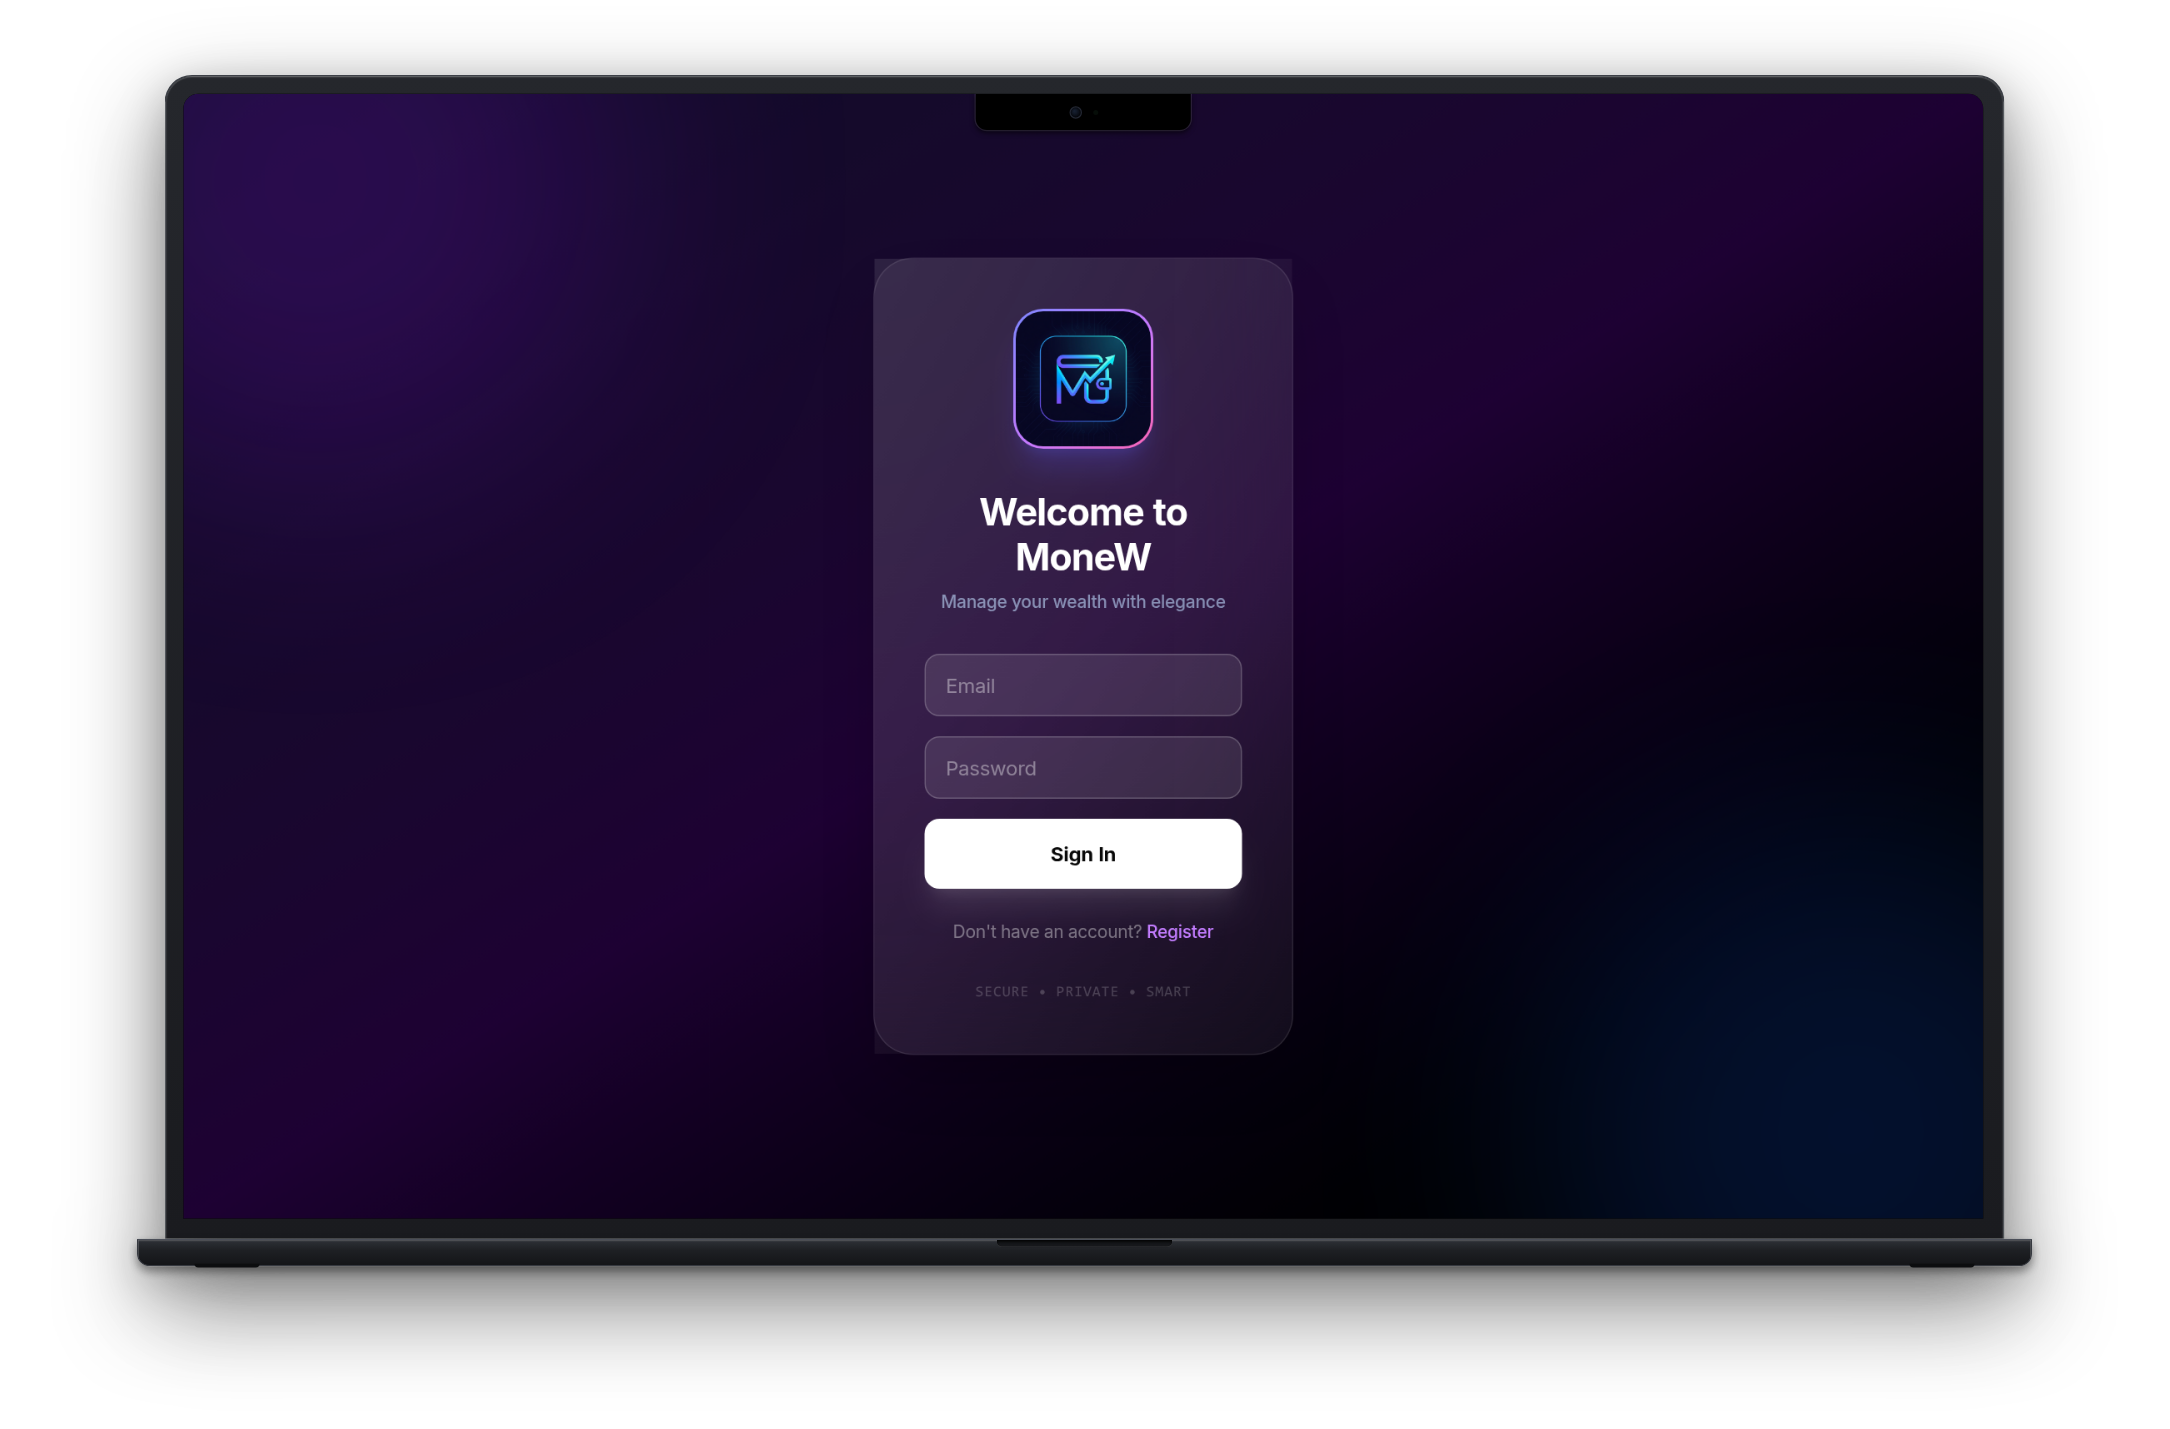 Welcome to
MoneW
Manage your wealth with elegance
Email
Password
Sign In
Don't have an account? Register
SECURE • PRIVATE • SMART